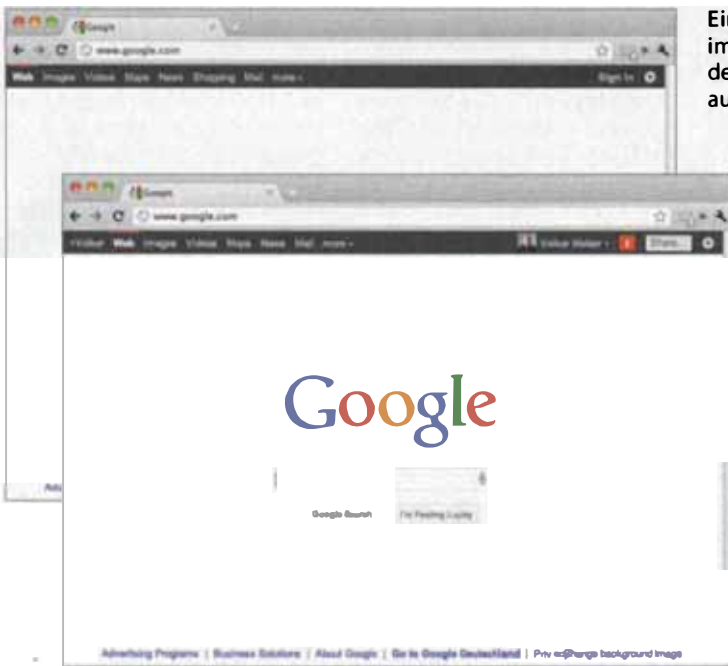 Ei
im
de
au
Google
www.google.com
Web Images Videos Maps News Shopping Mail more
Sign in
Google
www.google.com
Web Images Videos Maps News Mail more
Share...
Google
Google Search I'm Feeling Lucky
Advertising Programs | Business Solutions | About Google | Go to Google Deutschland | Change background image